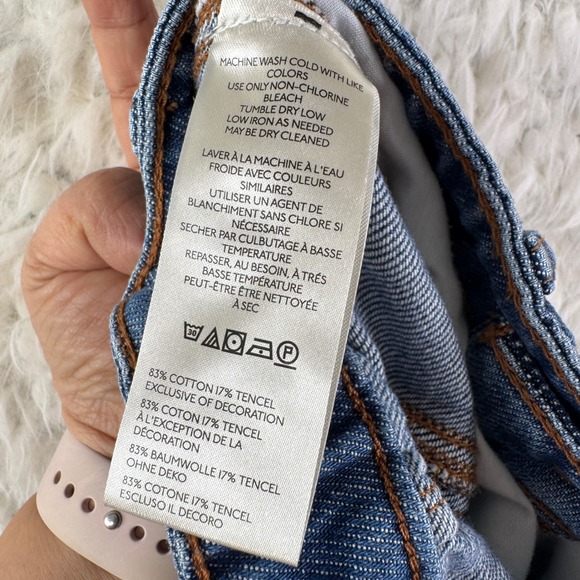 MACHINE WASH COLD WITH LIKE
COLORS
USE ONLY NON-CHLORINE
BLEACH
TUMBLE DRY LOW
LOW IRON AS NEEDED
MAY BE DRY CLEANED
LAVER À LA MACHINE À L'EAU
FROIDE AVEC COULEURS
SIMILAIRES
UTILISER UN AGENT DE
BLANCHIMENT SANS CHLORE SI
NÉCESSAIRE
SECHER PAR CULBUTAGE À BASSE
TEMPERATURE
REPASSER, AU BESOIN, À TRÉS
BASSE TEMPÉRATURE
PEUT-ÊTRE ÊTRE NETTOYÉE
À SEC
30 P
83% COTTON 17% TENCEL
EXCLUSIVE OF DECORATION
83% COTON 17% TENCEL
À L'EXCEPTION DE LA
DÉCORATION
83% BAUMWOLLE 17% TENCEL
OHNE DEKO
83% COTONE 17% TENCEL
ESCLUSO IL DECORO